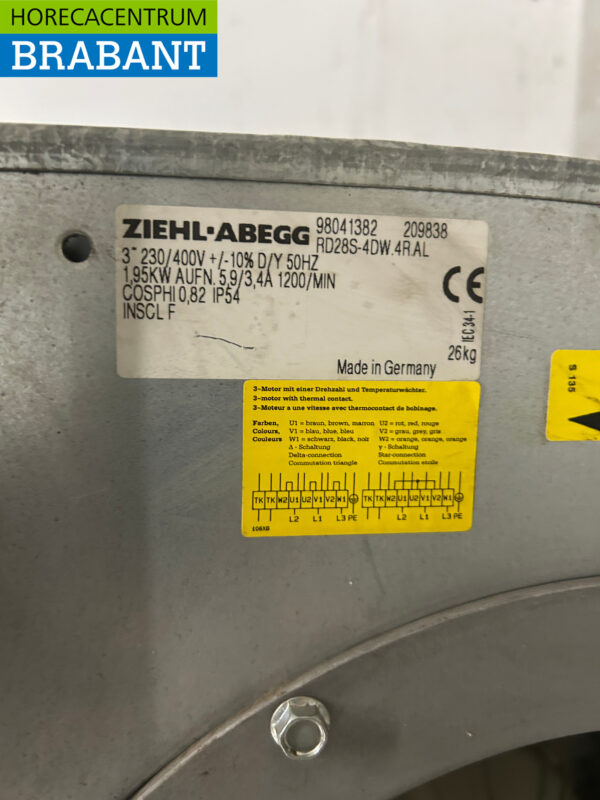 HORECACENTRUM
BRABANT
ZIEHL-ABEGG 98041382 209838
RD28S-4DW.4R.AL
3~ 230/400V +/-10% D/Y 50HZ
1,95KW AUFN. 5,9/3,4A 1200/MIN
COSPHI 0,82 IP54
INSCL F
CE
IEC 34-1
26kg
Made in Germany
3~Motor mit einer Drehzahl und Temperaturwächter.
3~motor with thermal contact.
3~Moteur a une vitesse avec thermocontact de bobinage.
Farben, U1 = braun, brown, marron U2 = rot, red, rouge
Colours, V1 = blau, blue, bleu V2 = grau, grey, gris
Couleurs W1 = schwarz, black, noir W2 = orange, orange, orange
Δ - Schaltung y - Schaltung
Delta-connection Star-connection
Commutation triangle Commutation etoile
TK TK W2 U1 U2 V1 V2 W1 TK TK W2 U1 U2 V1 V2 W1
L2 L1 L3 PE L2 L1 L3 PE
108XB
S 135